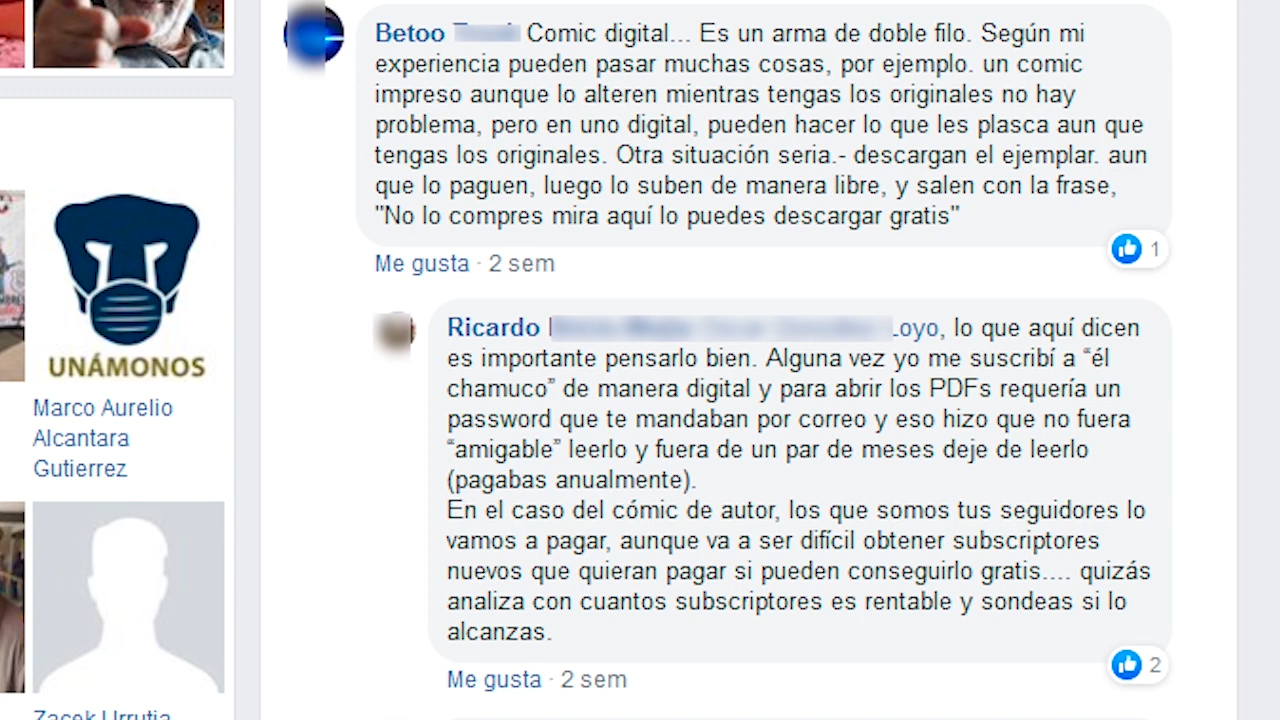 Betoo Comic digital... Es un arma de doble filo. Según mi
experiencia pueden pasar muchas cosas, por ejemplo. un comic
impreso aunque lo alteren mientras tengas los originales no hay
problema, pero en uno digital, pueden hacer lo que les plasca aun que
tengas los originales. Otra situación seria.- descargan el ejemplar. aun
que lo paguen, luego lo suben de manera libre, y salen con la frase,
"No lo compres mira aquí lo puedes descargar gratis"
1
Me gusta · 2 sem
Ricardo Loyo, lo que aquí dicen
es importante pensarlo bien. Alguna vez yo me suscribí a “él
chamuco” de manera digital y para abrir los PDFs requería un
password que te mandaban por correo y eso hizo que no fuera
“amigable” leerlo y fuera de un par de meses deje de leerlo
(pagabas anualmente).
En el caso del cómic de autor, los que somos tus seguidores lo
vamos a pagar, aunque va a ser difícil obtener subscriptores
nuevos que quieran pagar si pueden conseguirlo gratis.... quizás
analiza con cuantos subscriptores es rentable y sondeas si lo
alcanzas.
2
Me gusta · 2 sem
UNÁMONOS
Marco Aurelio
Alcantara
Gutierrez
Zacek Urrutia